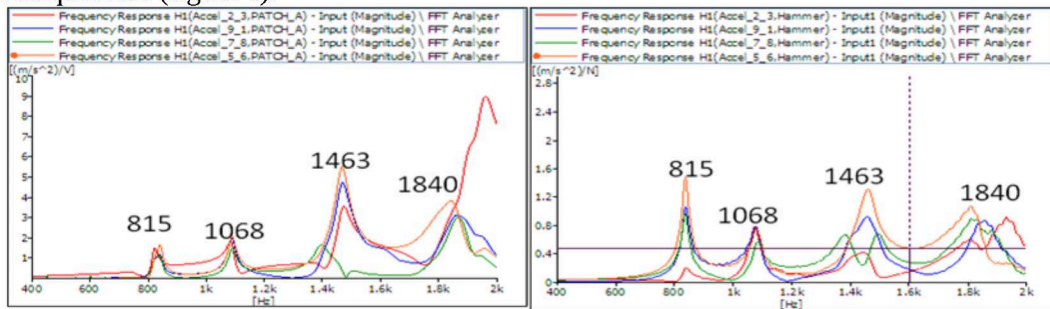 Frequency Response H1(Accel_2_3,PATCH_A) - Input (Magnitude) \ FFT Analyzer
Frequency Response H1(Accel_9_1,PATCH_A) - Input (Magnitude) \ FFT Analyzer
Frequency Response H1(Accel_7_8,PATCH_A) - Input (Magnitude) \ FFT Analyzer
Frequency Response H1(Accel_5_6,PATCH_A) - Input (Magnitude) \ FFT Analyzer
[(m/s^2)/V]
10
9
8
7
6
5
4
3
2
1
815
1068
1463
1840
400 600 800 1k 1.2k 1.4k 1.6k 1.8k 2k
[Hz]
Frequency Response H1(Accel_2_3,Hammer) - Input1 (Magnitude) \ FFT Analyzer
Frequency Response H1(Accel_9_1,Hammer) - Input1 (Magnitude) \ FFT Analyzer
Frequency Response H1(Accel_7_8,Hammer) - Input1 (Magnitude) \ FFT Analyzer
Frequency Response H1(Accel_5_6,Hammer) - Input1 (Magnitude) \ FFT Analyzer
[(m/s^2)/N]
2.8
2.4
2
1.6
1.2
0.8
0.4
0
815
1068
1463
1840
400 600 800 1k 1.2k 1.4k 1.6k 1.8k 2k
[Hz]